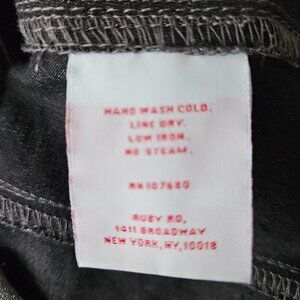 HAND WASH COLD.
LINE DRY.
LOW IRON.
NO STEAM.
RN107680
RUBY RD.
1411 BROADWAY
NEW YORK, NY, 10018